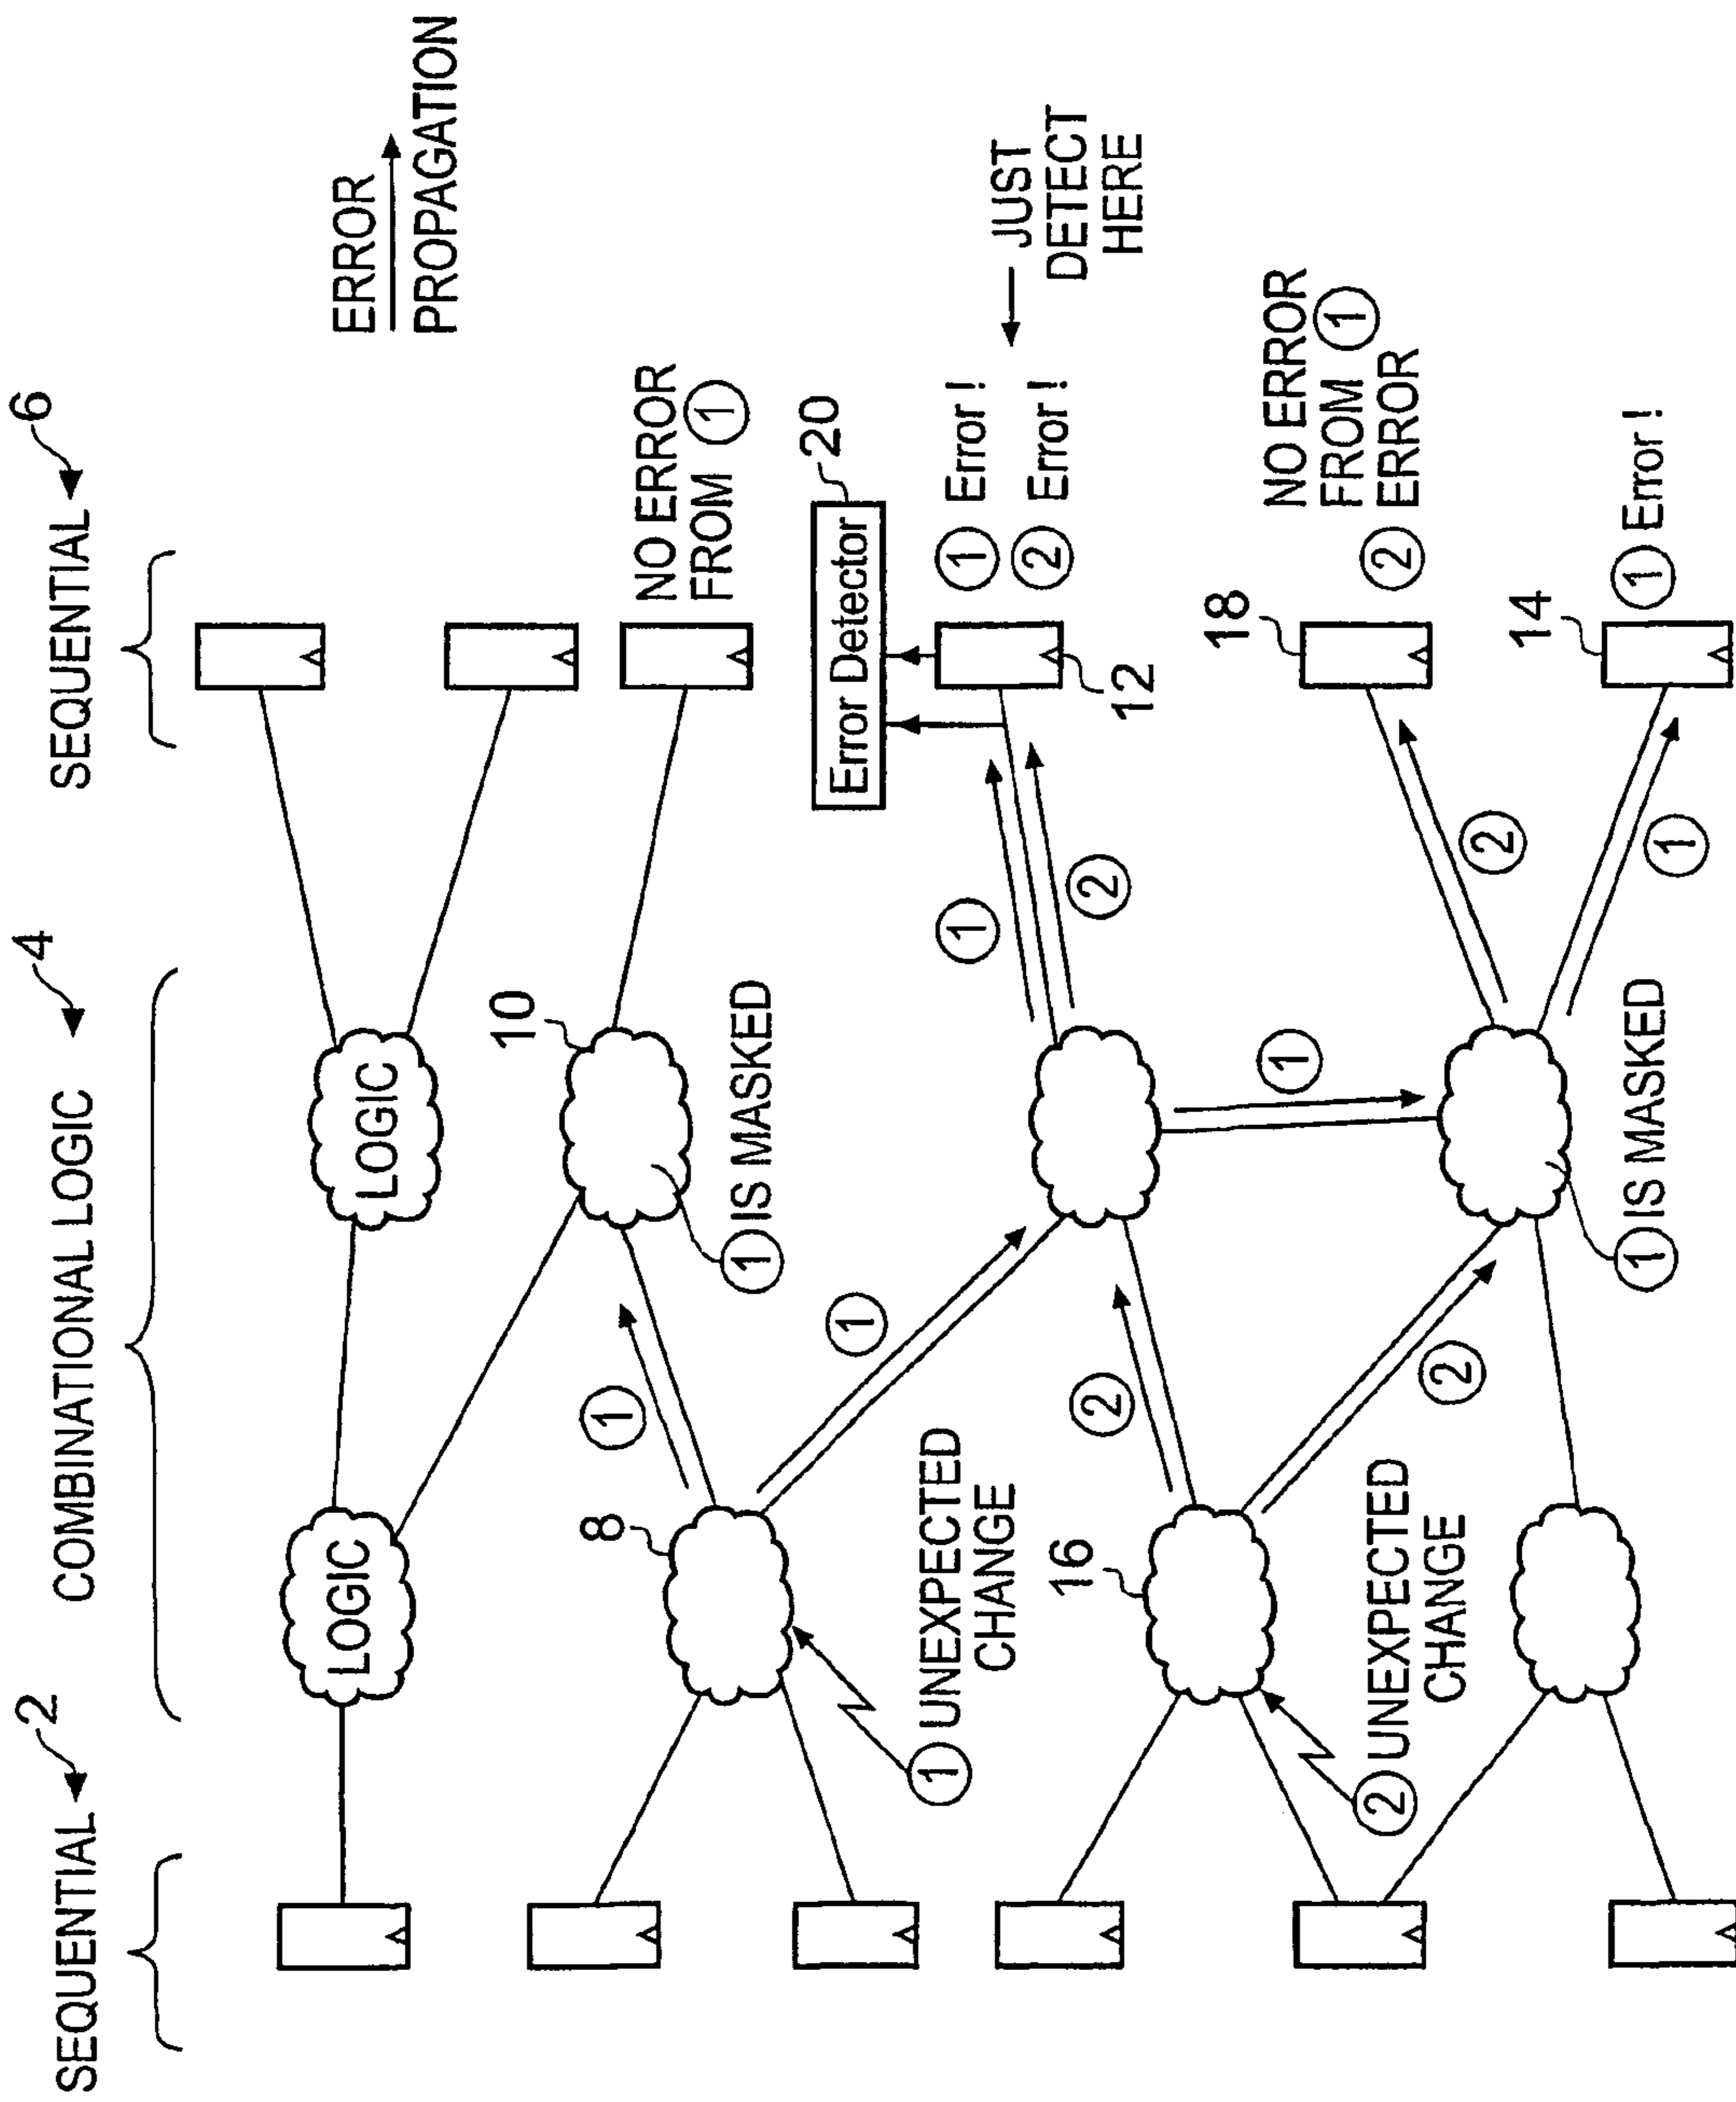 SEQUENTIAL 2
COMBINATIONAL LOGIC 4
SEQUENTIAL 6
ERROR
PROPAGATION
LOGIC
LOGIC
10
NO ERROR
FROM 1
1 IS MASKED
8
1
1
1 UNEXPECTED
CHANGE
Error Detector
20
1
2
12
1 Error!
2 Error!
JUST
DETECT
HERE
16
2
2
1
2 UNEXPECTED
CHANGE
2
1
18
NO ERROR
FROM 1
2 ERROR
14
1 Error!
1 IS MASKED